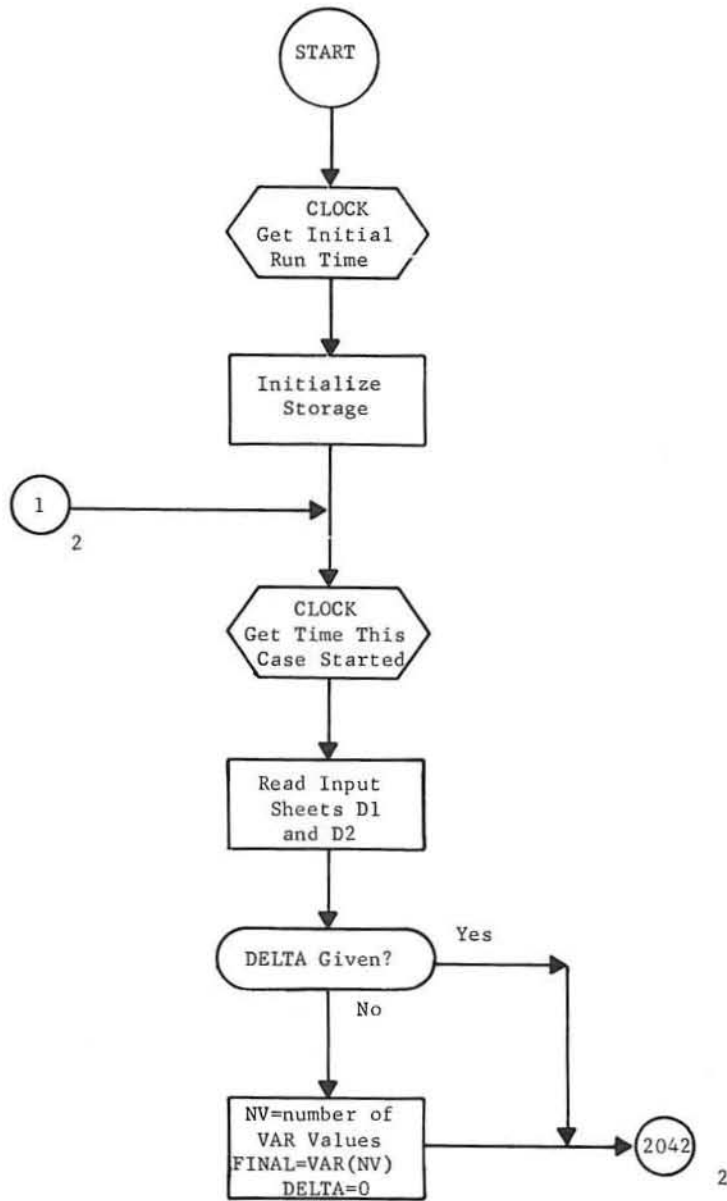 START
CLOCK
Get Initial
Run Time
Initialize
Storage
1
2
CLOCK
Get Time This
Case Started
Read Input
Sheets D1
and D2
DELTA Given?
Yes
No
NV=number of
VAR Values
FINAL=VAR(NV)
DELTA=0
2042
2